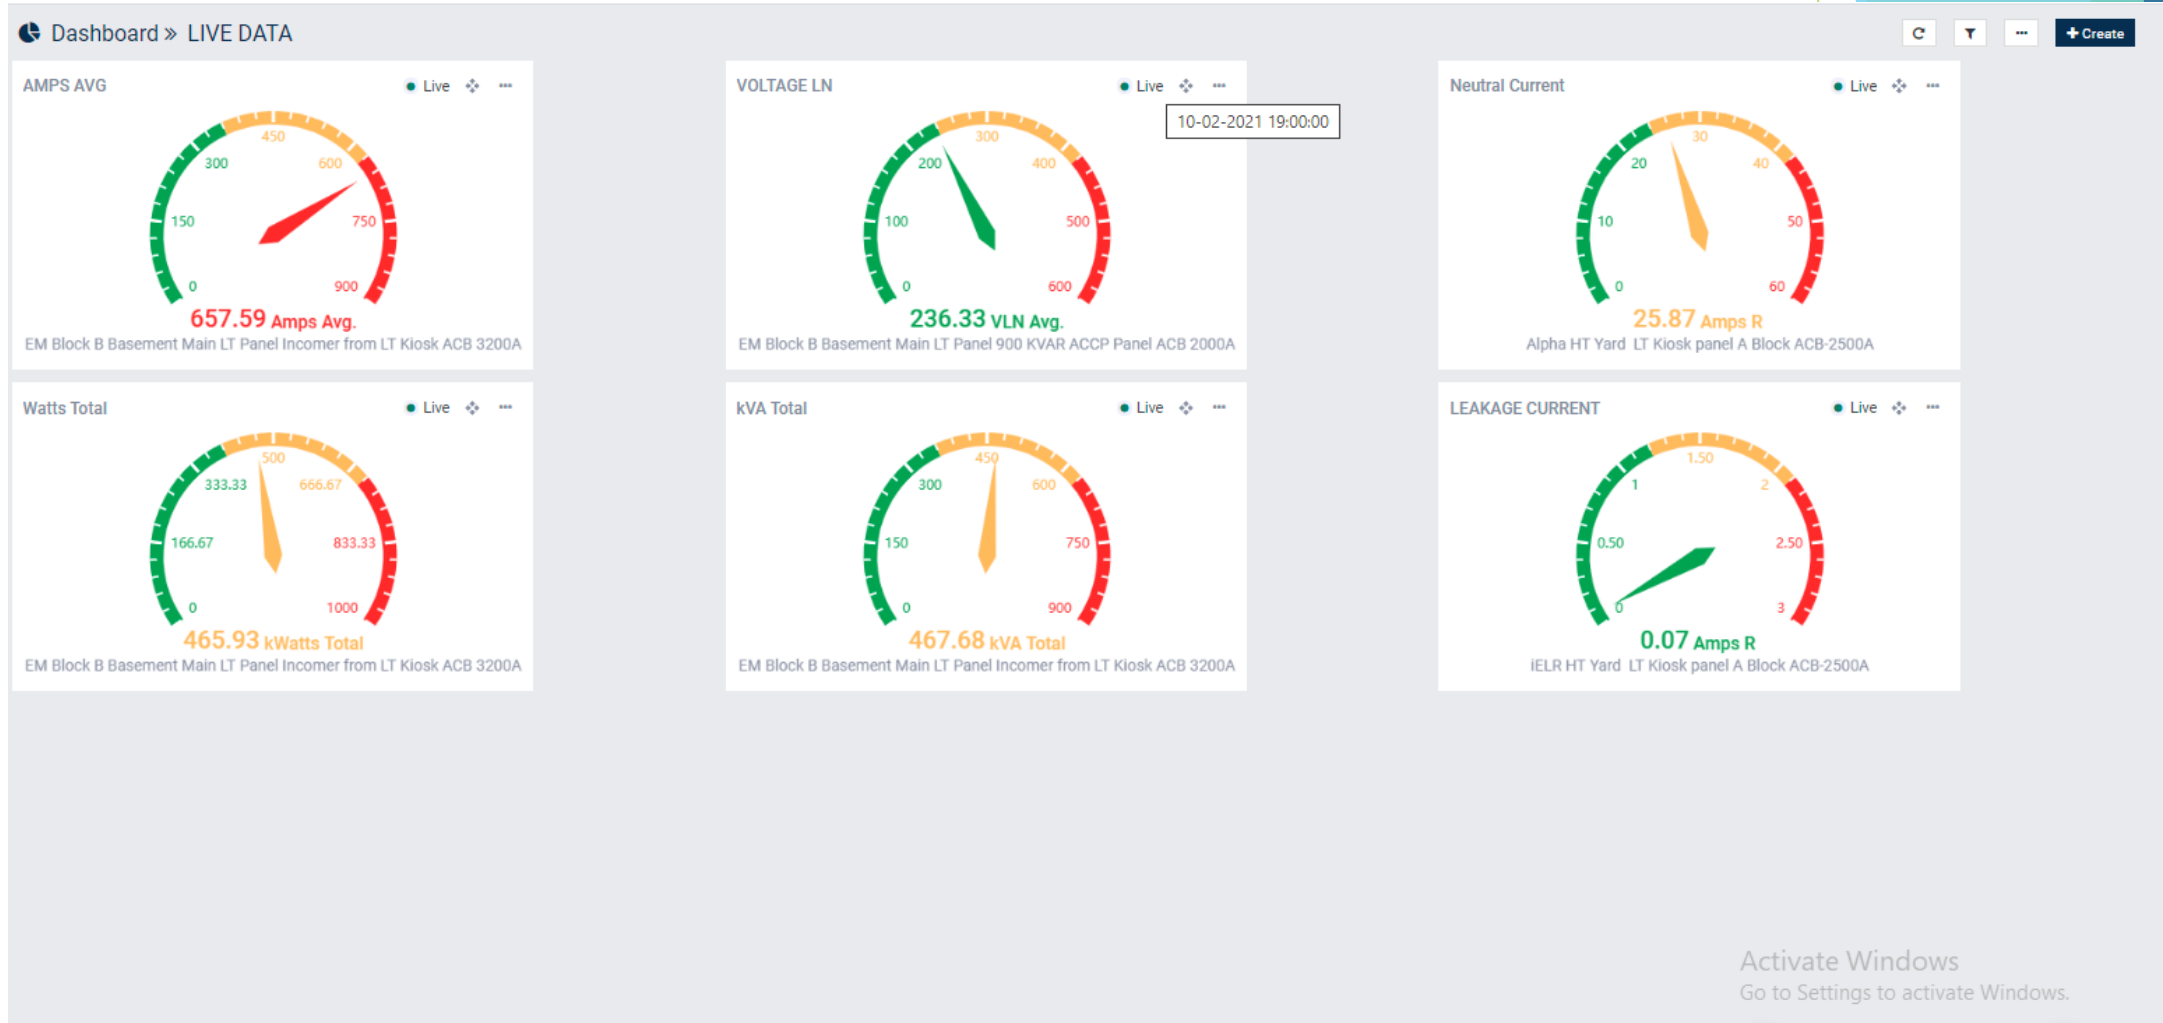 Dashboard » LIVE DATA
+ Create
AMPS AVG
Live
450
300
600
150
750
0
900
657.59 Amps Avg.
EM Block B Basement Main LT Panel Incomer from LT Kiosk ACB 3200A
VOLTAGE LN
Live
10-02-2021 19:00:00
300
200
400
100
500
0
600
236.33 VLN Avg.
EM Block B Basement Main LT Panel 900 KVAR ACCP Panel ACB 2000A
Neutral Current
Live
30
20
40
10
50
0
60
25.87 Amps R
Alpha HT Yard LT Kiosk panel A Block ACB-2500A
Watts Total
Live
500
333.33
666.67
166.67
833.33
0
1000
465.93 kWatts Total
EM Block B Basement Main LT Panel Incomer from LT Kiosk ACB 3200A
kVA Total
Live
450
300
600
150
750
0
900
467.68 kVA Total
EM Block B Basement Main LT Panel Incomer from LT Kiosk ACB 3200A
LEAKAGE CURRENT
Live
1.50
1
2
0.50
2.50
0
3
0.07 Amps R
iELR HT Yard LT Kiosk panel A Block ACB-2500A
Activate Windows
Go to Settings to activate Windows.